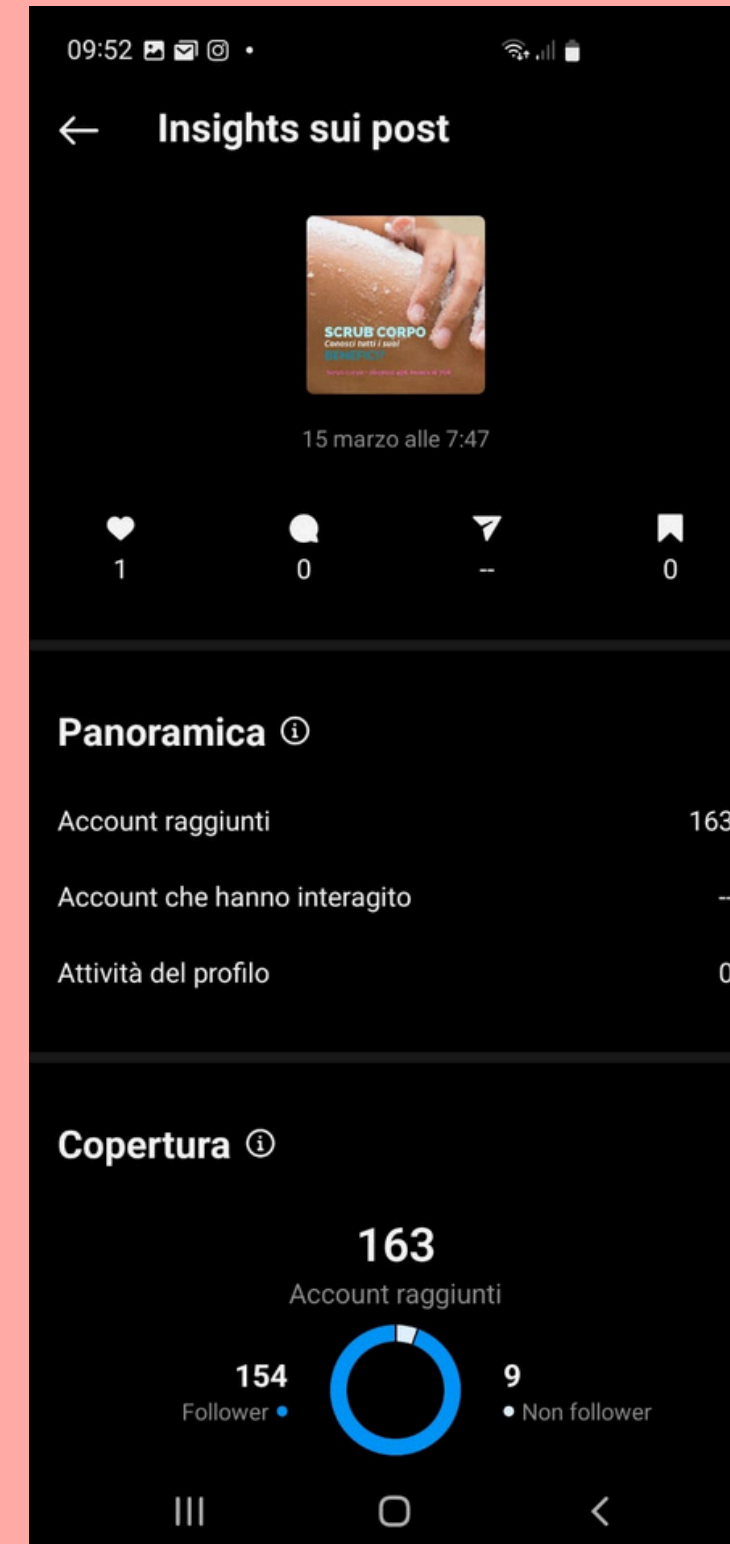 09:52
Insights sui post
SCRUB CORPO
Conosci tutti i suoi
BENEFICI?
15 marzo alle 7:47
1 0 -- 0
Panoramica
Account raggiunti 163
Account che hanno interagito --
Attività del profilo 0
Copertura
163
Account raggiunti
154 9
Follower Non follower